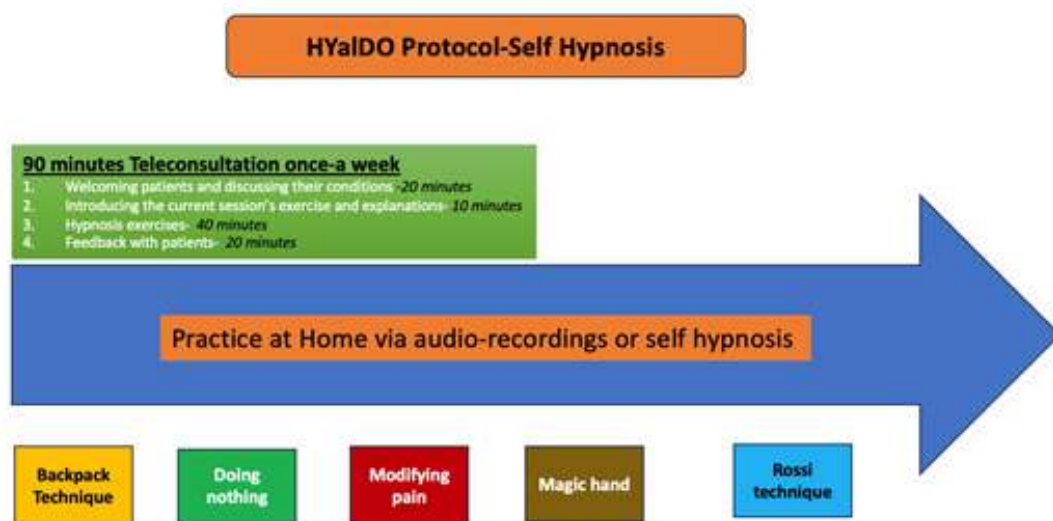 HYalDO Protocol-Self Hypnosis
90 minutes Teleconsultation once-a week
1. Welcoming patients and discussing their conditions -20 minutes
2. Introducing the current session's exercise and explanations- 10 minutes
3. Hypnosis exercises- 40 minutes
4. Feedback with patients- 20 minutes
Practice at Home via audio-recordings or self hypnosis
Backpack
Technique
Doing
nothing
Modifying
pain
Magic hand
Rossi
technique